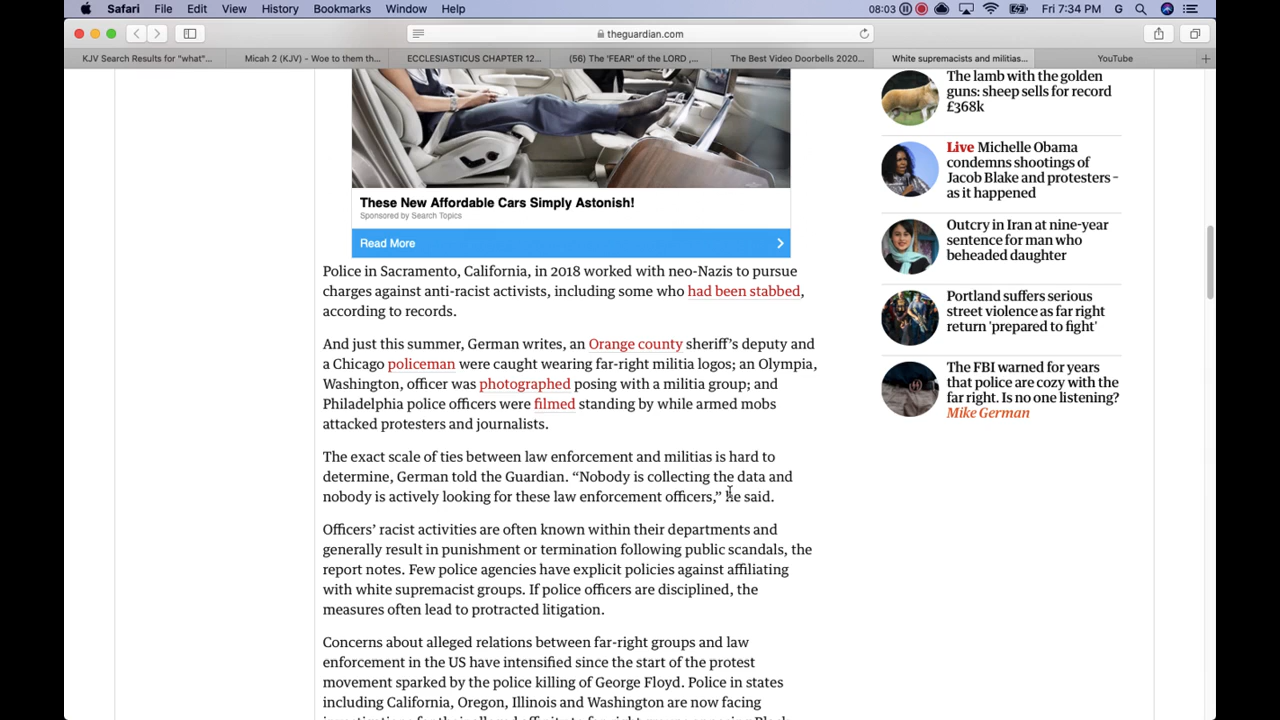 Safari File Edit View History Bookmarks Window Help 08:03 Fri 7:34 PM G
theguardian.com
KJV Search Results for "what"... Micah 2 (KJV) - Woe to them th... ECCLESIASTICUS CHAPTER 12... (56) The 'FEAR" of the LORD ,... The Best Video Doorbells 2020... White supremacists and militias... YouTube +
These New Affordable Cars Simply Astonish!
Sponsored by Search Topics
Read More
Police in Sacramento, California, in 2018 worked with neo-Nazis to pursue
charges against anti-racist activists, including some who had been stabbed,
according to records.
And just this summer, German writes, an Orange county sheriff’s deputy and
a Chicago policeman were caught wearing far-right militia logos; an Olympia,
Washington, officer was photographed posing with a militia group; and
Philadelphia police officers were filmed standing by while armed mobs
attacked protesters and journalists.
The exact scale of ties between law enforcement and militias is hard to
determine, German told the Guardian. “Nobody is collecting the data and
nobody is actively looking for these law enforcement officers,” he said.
Officers’ racist activities are often known within their departments and
generally result in punishment or termination following public scandals, the
report notes. Few police agencies have explicit policies against affiliating
with white supremacist groups. If police officers are disciplined, the
measures often lead to protracted litigation.
Concerns about alleged relations between far-right groups and law
enforcement in the US have intensified since the start of the protest
movement sparked by the police killing of George Floyd. Police in states
including California, Oregon, Illinois and Washington are now facing
The lamb with the golden
guns: sheep sells for record
£368k
Live Michelle Obama
condemns shootings of
Jacob Blake and protesters –
as it happened
Outcry in Iran at nine-year
sentence for man who
beheaded daughter
Portland suffers serious
street violence as far right
return 'prepared to fight'
The FBI warned for years
that police are cozy with the
far right. Is no one listening?
Mike German